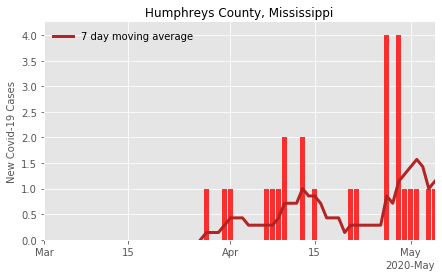 Humphreys County, Mississippi
7 day moving average
New Covid-19 Cases
4.0
3.5
3.0
2.5
2.0
1.5
1.0
0.5
0.0
Mar
15
Apr
15
May
2020-May